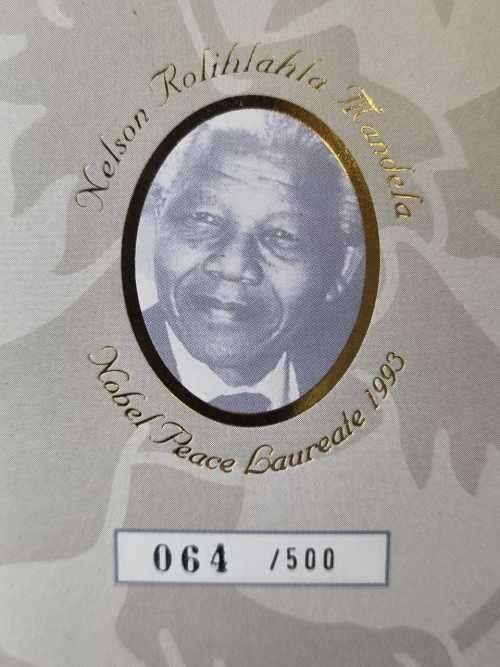 Nelson Rolihlahla Mandela
Nobel Peace Laureate 1993
064 /500